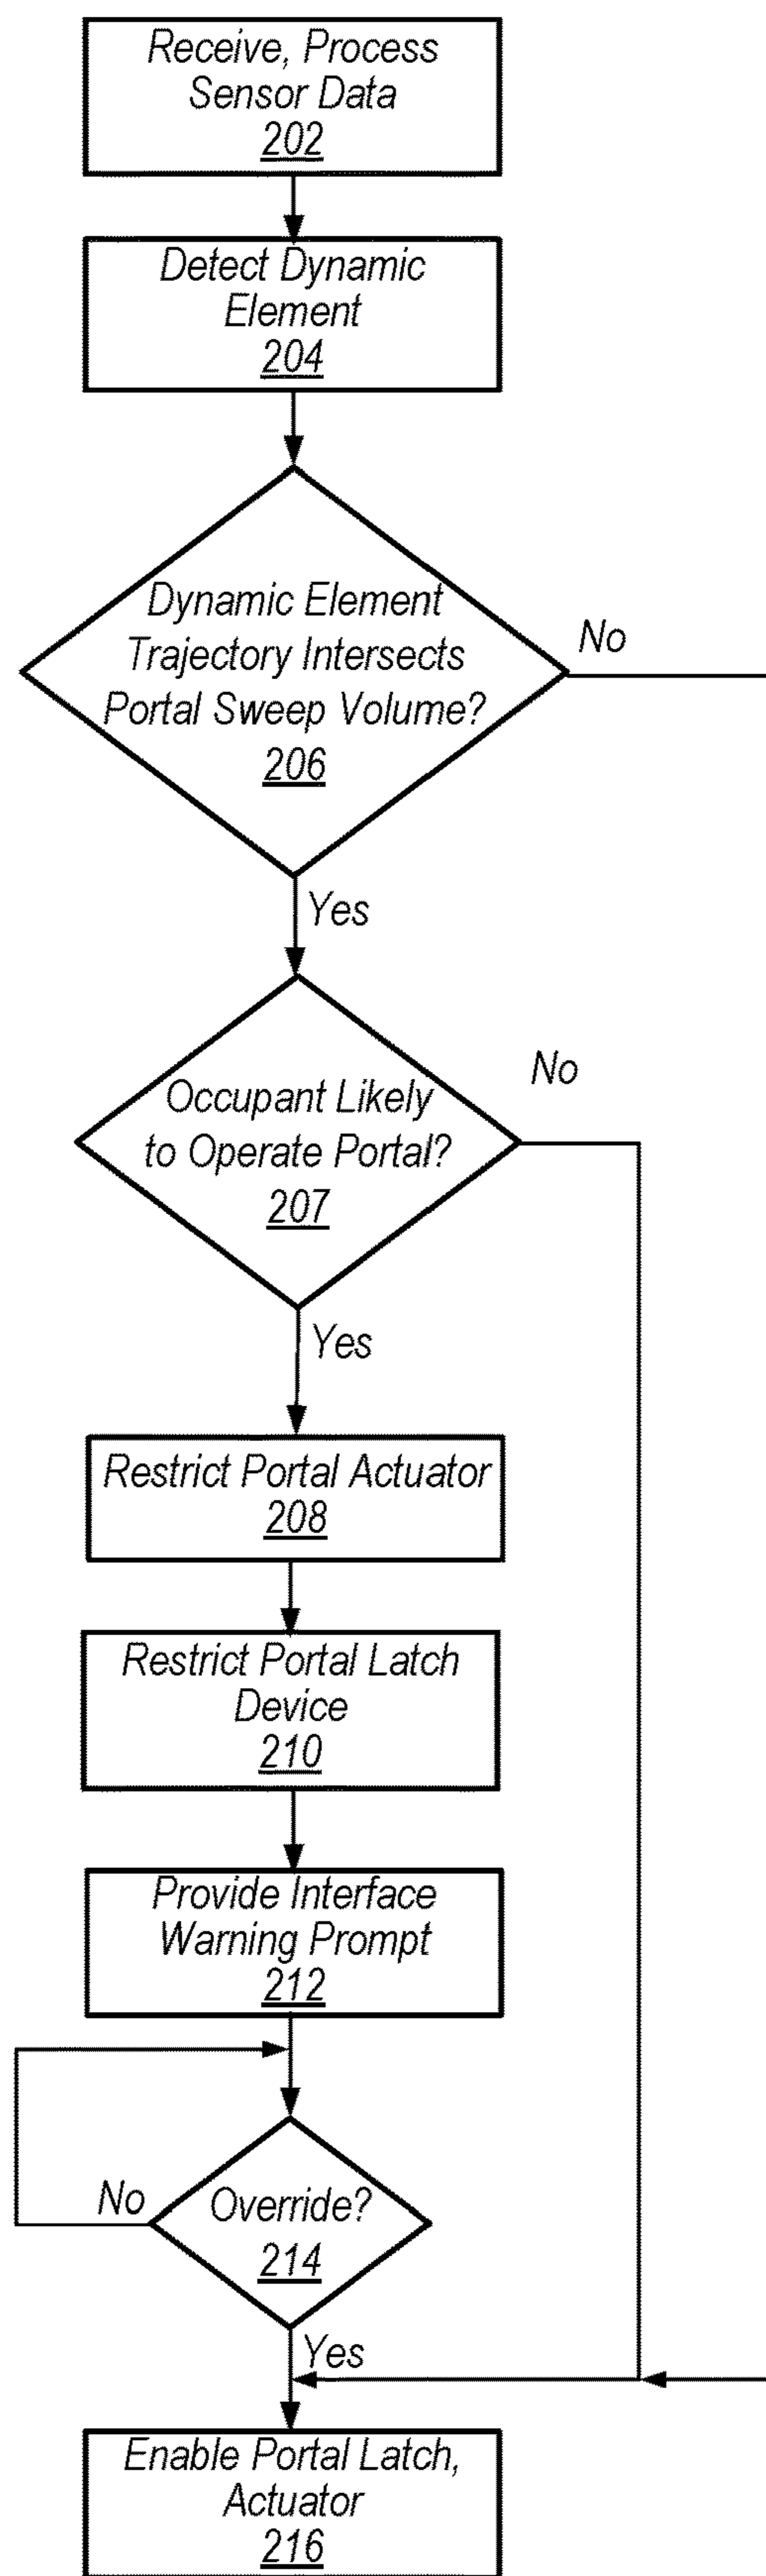 Receive, Process
Sensor Data
202
Detect Dynamic
Element
204
Dynamic Element
Trajectory Intersects
Portal Sweep Volume?
206
No
Yes
Occupant Likely
to Operate Portal?
207
No
Yes
Restrict Portal Actuator
208
Restrict Portal Latch
Device
210
Provide Interface
Warning Prompt
212
Override?
214
No
Yes
Enable Portal Latch,
Actuator
216